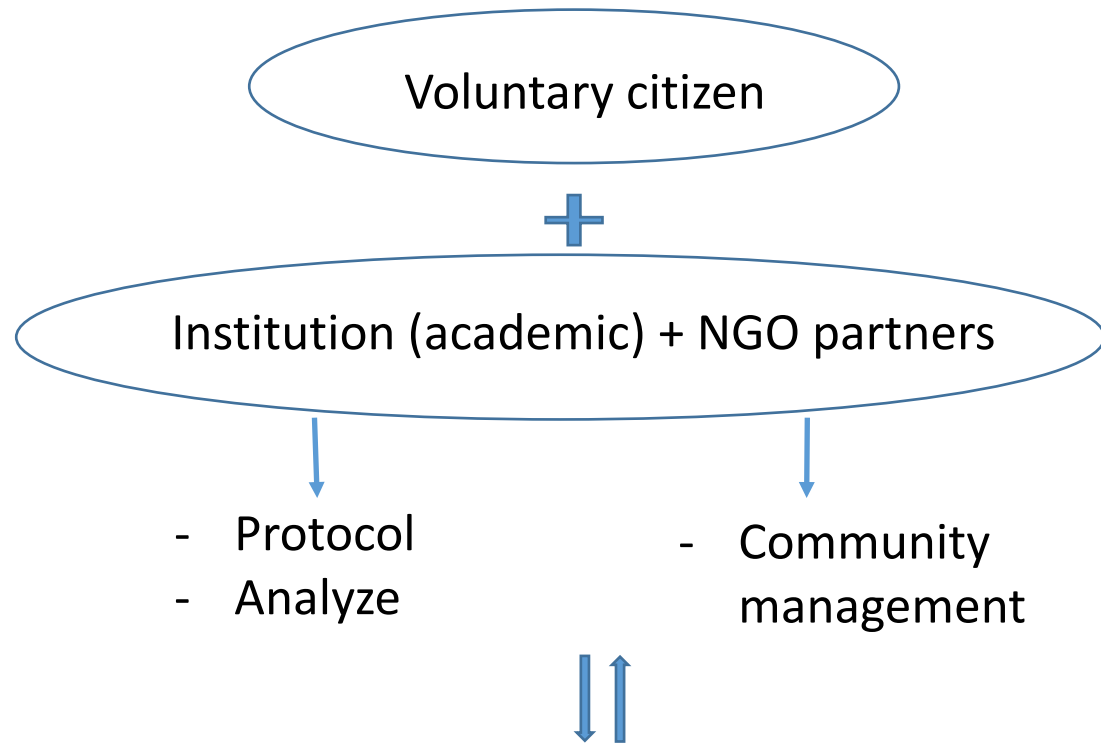 Voluntary citizen
Institution (academic) + NGO partners
- Protocol
- Analyze
- Community
management